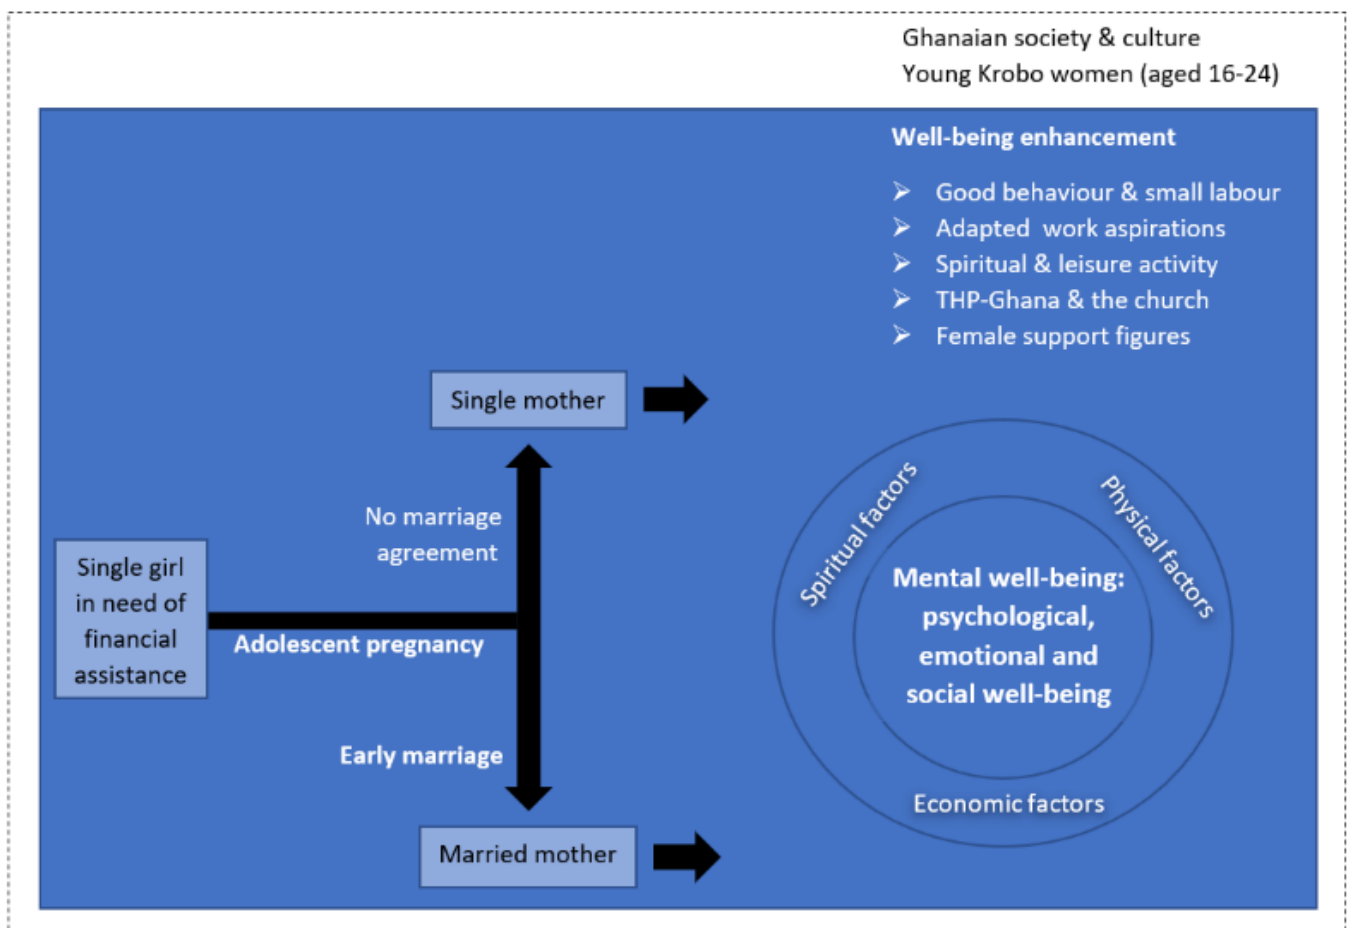 Ghanaian society & culture
Young Krobo women (aged 16-24)
Well-being enhancement
Good behaviour & small labour
Adapted work aspirations
Spiritual & leisure activity
THP-Ghana & the church
Female support figures
Single mother
No marriage
agreement
Single girl
in need of
financial
assistance
Adolescent pregnancy
Early marriage
Married mother
Spiritual factors
Physical factors
Mental well-being:
psychological,
emotional and
social well-being
Economic factors